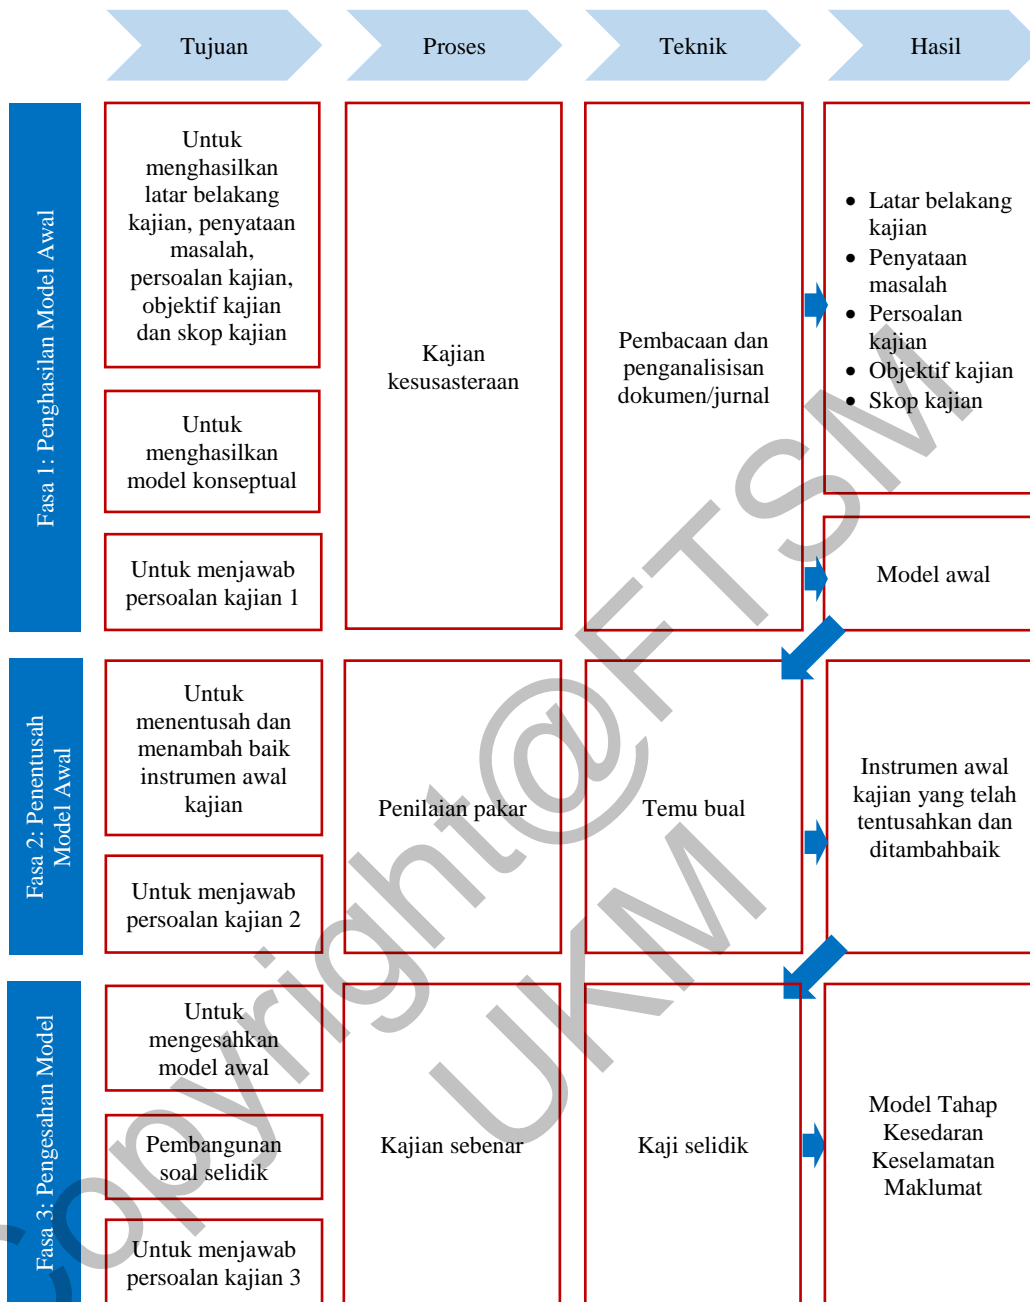 Tujuan
Proses
Teknik
Hasil
Fasa 1: Penghasilan Model Awal
Untuk
menghasilkan
latar belakang
kajian, penyataan
masalah,
persoalan kajian,
objektif kajian
dan skop kajian
Untuk
menghasilkan
model konseptual
Untuk menjawab
persoalan kajian 1
Kajian
kesusasteraan
Pembacaan dan
penganalisisan
dokumen/jurnal
• Latar belakang
kajian
• Penyataan
masalah
• Persoalan
kajian
• Objektif kajian
• Skop kajian
Model awal
Fasa 2: Penentusah
Model Awal
Untuk
menentusah dan
menambah baik
instrumen awal
kajian
Untuk menjawab
persoalan kajian 2
Penilaian pakar
Temu bual
Instrumen awal
kajian yang telah
tentusahkan dan
ditambahbaik
Fasa 3: Pengesahan Model
Untuk
mengesahkan
model awal
Pembangunan
soal selidik
Untuk menjawab
persoalan kajian 3
Kajian sebenar
Kaji selidik
Model Tahap
Kesedaran
Keselamatan
Maklumat
Copyright@FTSM
UKM